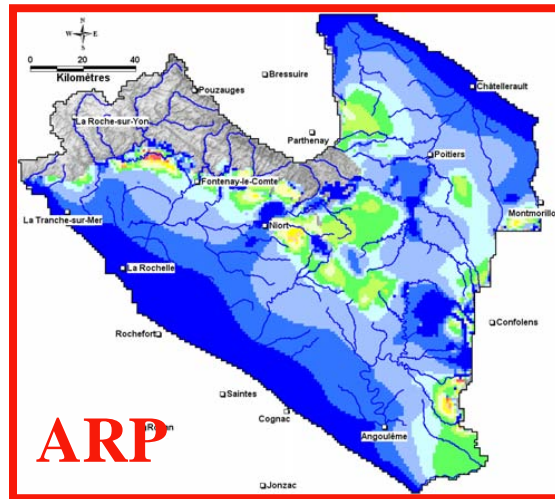 N
W E
S
0 20 40
Kilomètres
Bressuire
Pouzauges
Châtellerault
La Roche-sur-Yon
Parthenay
Poitiers
Fontenay-le-Comte
La Tranche-sur-Mer
Montmorillo
Niort
La Rochelle
Rochefort
Confolens
Saintes
Cognac
ARP
Angoulême
Jonzac